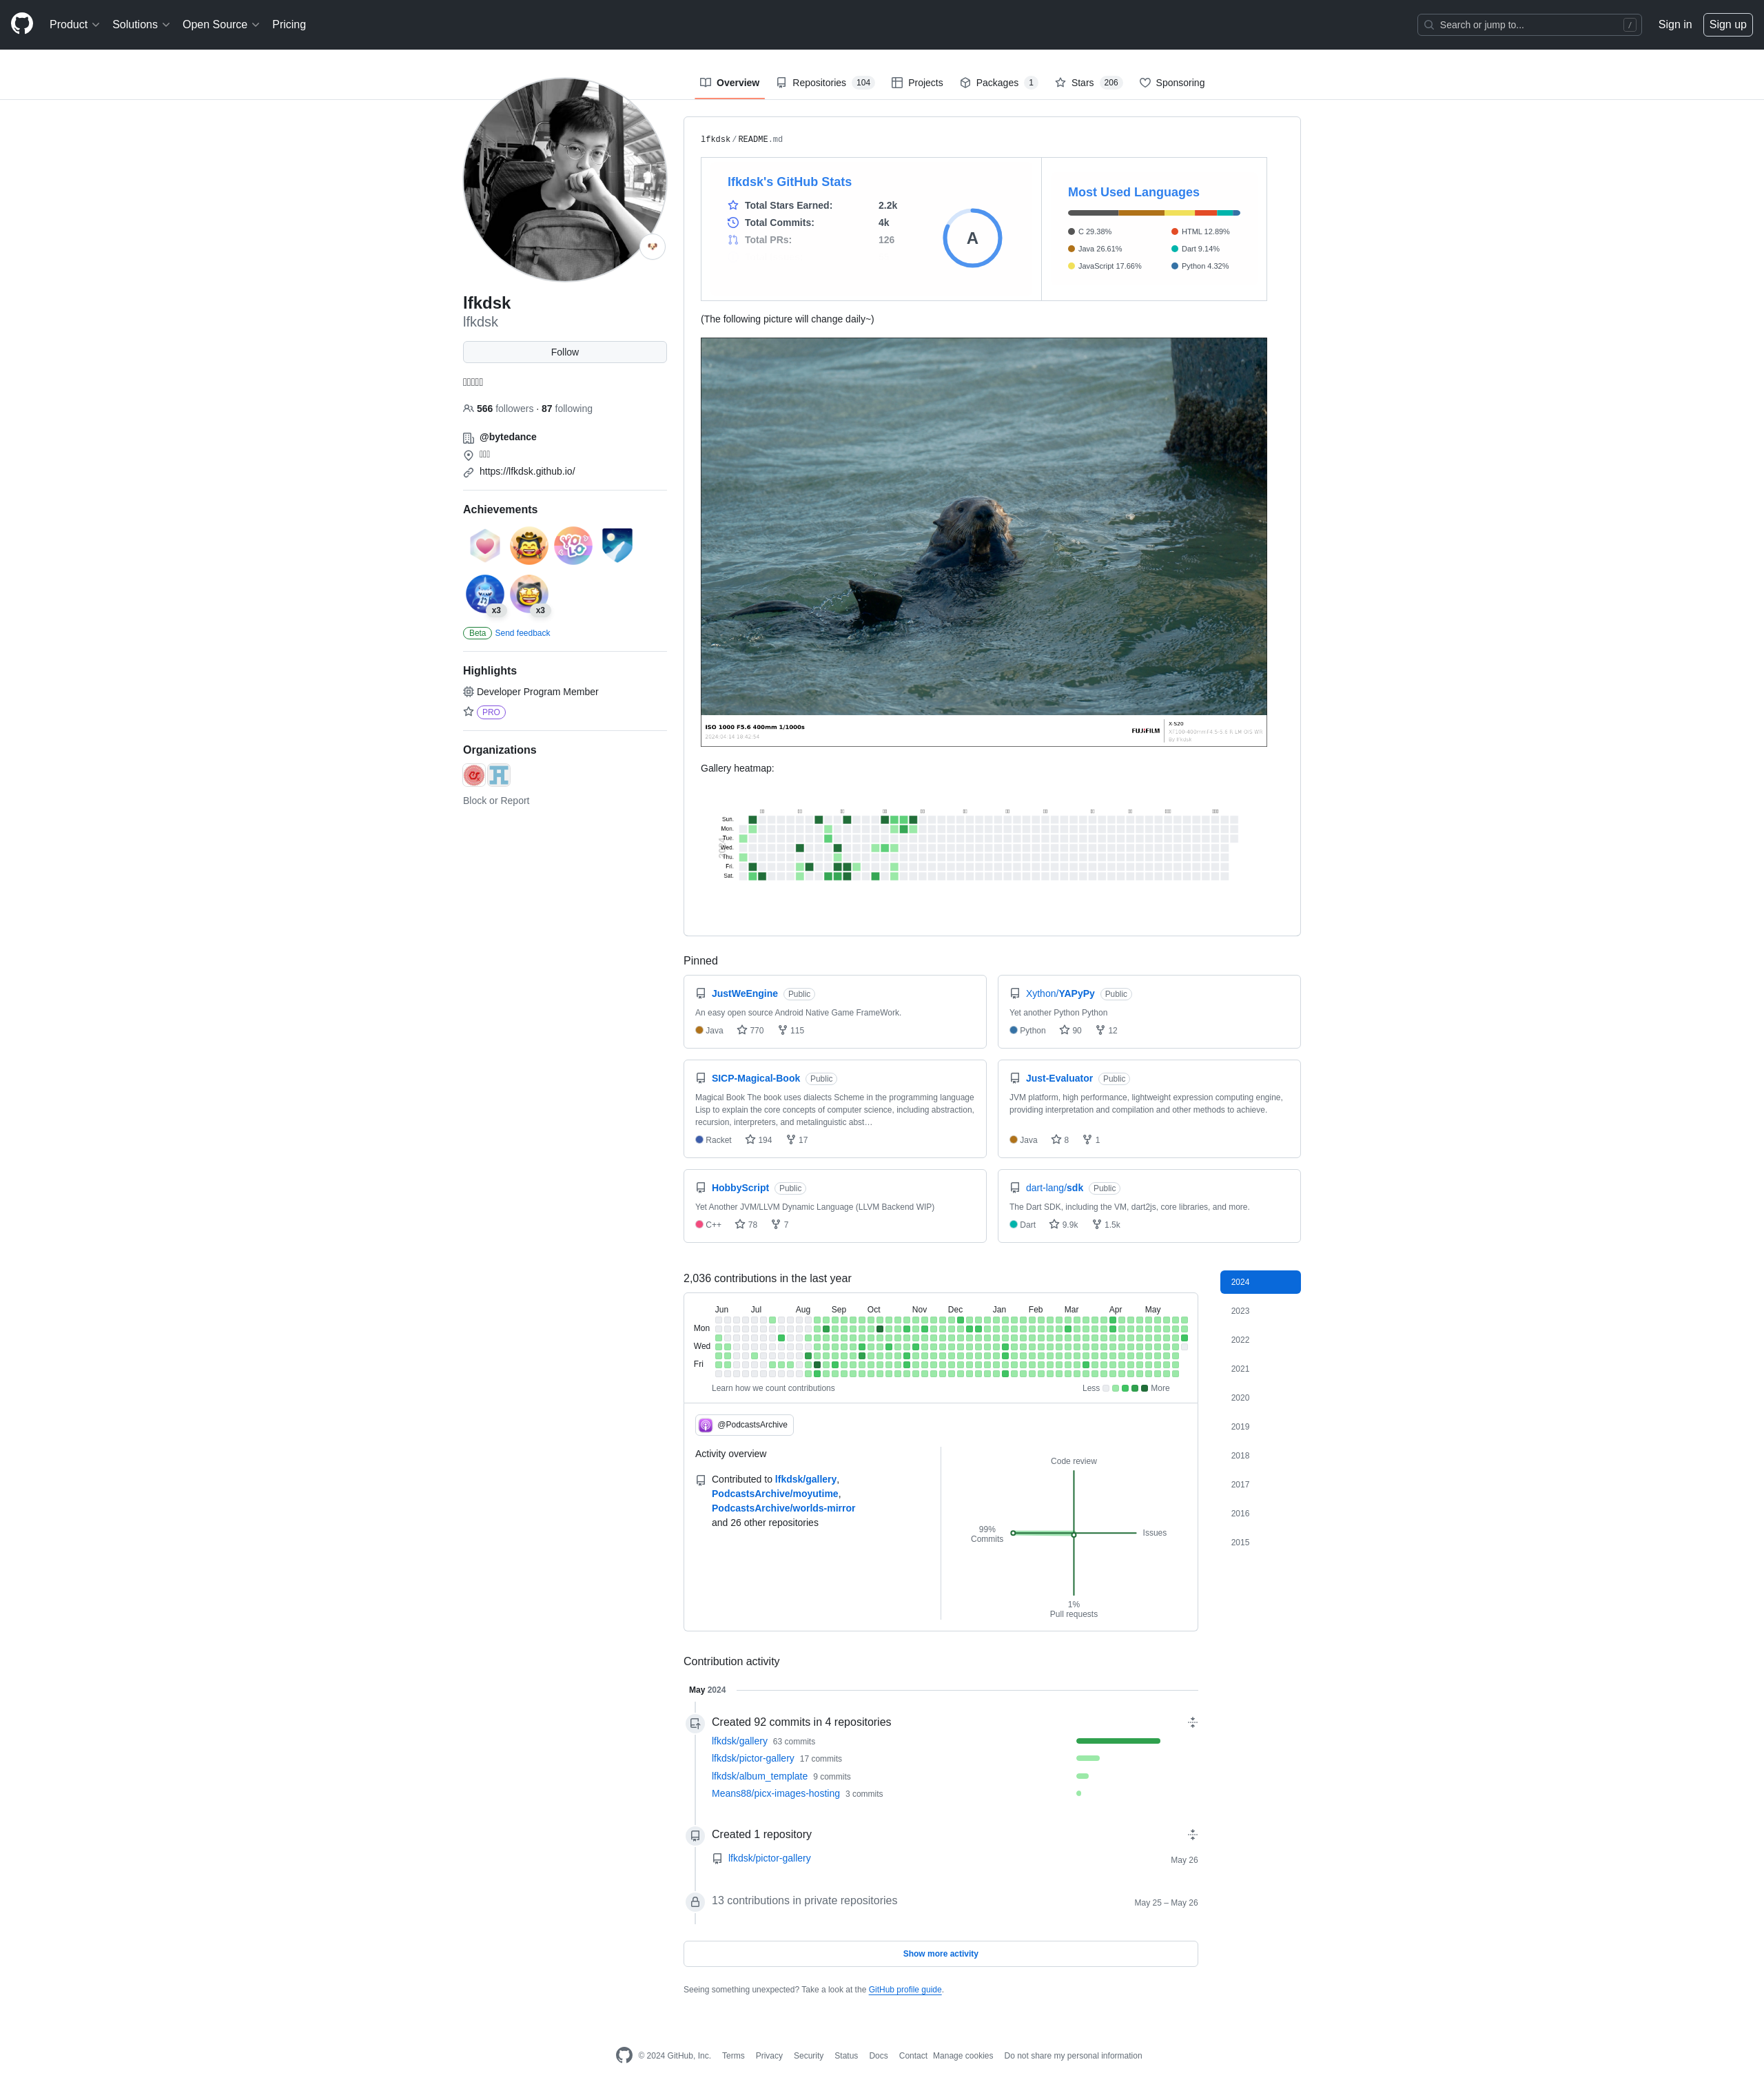 Product Solutions Open Source Pricing Search or jump to... / Sign in Sign up
Overview Repositories 104 Projects Packages 1 Stars 206 Sponsoring
lfkdsk
lfkdsk
Follow
566 followers · 87 following
@bytedance
https://lfkdsk.github.io/
Achievements
YOLO
x3 x3
Beta Send feedback
Highlights
Developer Program Member
PRO
Organizations
Block or Report
lfkdsk / README.md
lfkdsk's GitHub Stats
Total Stars Earned: 2.2k
Total Commits: 4k
Total PRs: 126
A
Most Used Languages
C 29.38% HTML 12.89%
Java 26.61% Dart 9.14%
JavaScript 17.66% Python 4.32%
(The following picture will change daily~)
ISO 1000 F5.6 400mm 1/1000s
FUJIFILM
X-S20
Gallery heatmap:
Sun.
Mon.
Tue.
Wed.
Thu.
Fri.
Sat.
Pinned
JustWeEngine Public
An easy open source Android Native Game FrameWork.
Java 770 115
Xython/YAPyPy Public
Yet another Python Python
Python 90 12
SICP-Magical-Book Public
Magical Book The book uses dialects Scheme in the programming language
Lisp to explain the core concepts of computer science, including abstraction,
recursion, interpreters, and metalinguistic abst…
Racket 194 17
Just-Evaluator Public
JVM platform, high performance, lightweight expression computing engine,
providing interpretation and compilation and other methods to achieve.
Java 8 1
HobbyScript Public
Yet Another JVM/LLVM Dynamic Language (LLVM Backend WIP)
C++ 78 7
dart-lang/sdk Public
The Dart SDK, including the VM, dart2js, core libraries, and more.
Dart 9.9k 1.5k
2,036 contributions in the last year
Jun Jul Aug Sep Oct Nov Dec Jan Feb Mar Apr May
Mon
Wed
Fri
Learn how we count contributions Less More
@PodcastsArchive
Activity overview
Contributed to lfkdsk/gallery,
PodcastsArchive/moyutime,
PodcastsArchive/worlds-mirror
and 26 other repositories
Code review
99%
Commits
Issues
1%
Pull requests
2024
2023
2022
2021
2020
2019
2018
2017
2016
2015
Contribution activity
May 2024
Created 92 commits in 4 repositories
lfkdsk/gallery 63 commits
lfkdsk/pictor-gallery 17 commits
lfkdsk/album_template 9 commits
Means88/picx-images-hosting 3 commits
Created 1 repository
lfkdsk/pictor-gallery May 26
13 contributions in private repositories May 25 – May 26
Show more activity
Seeing something unexpected? Take a look at the GitHub profile guide.
© 2024 GitHub, Inc. Terms Privacy Security Status Docs Contact Manage cookies Do not share my personal information